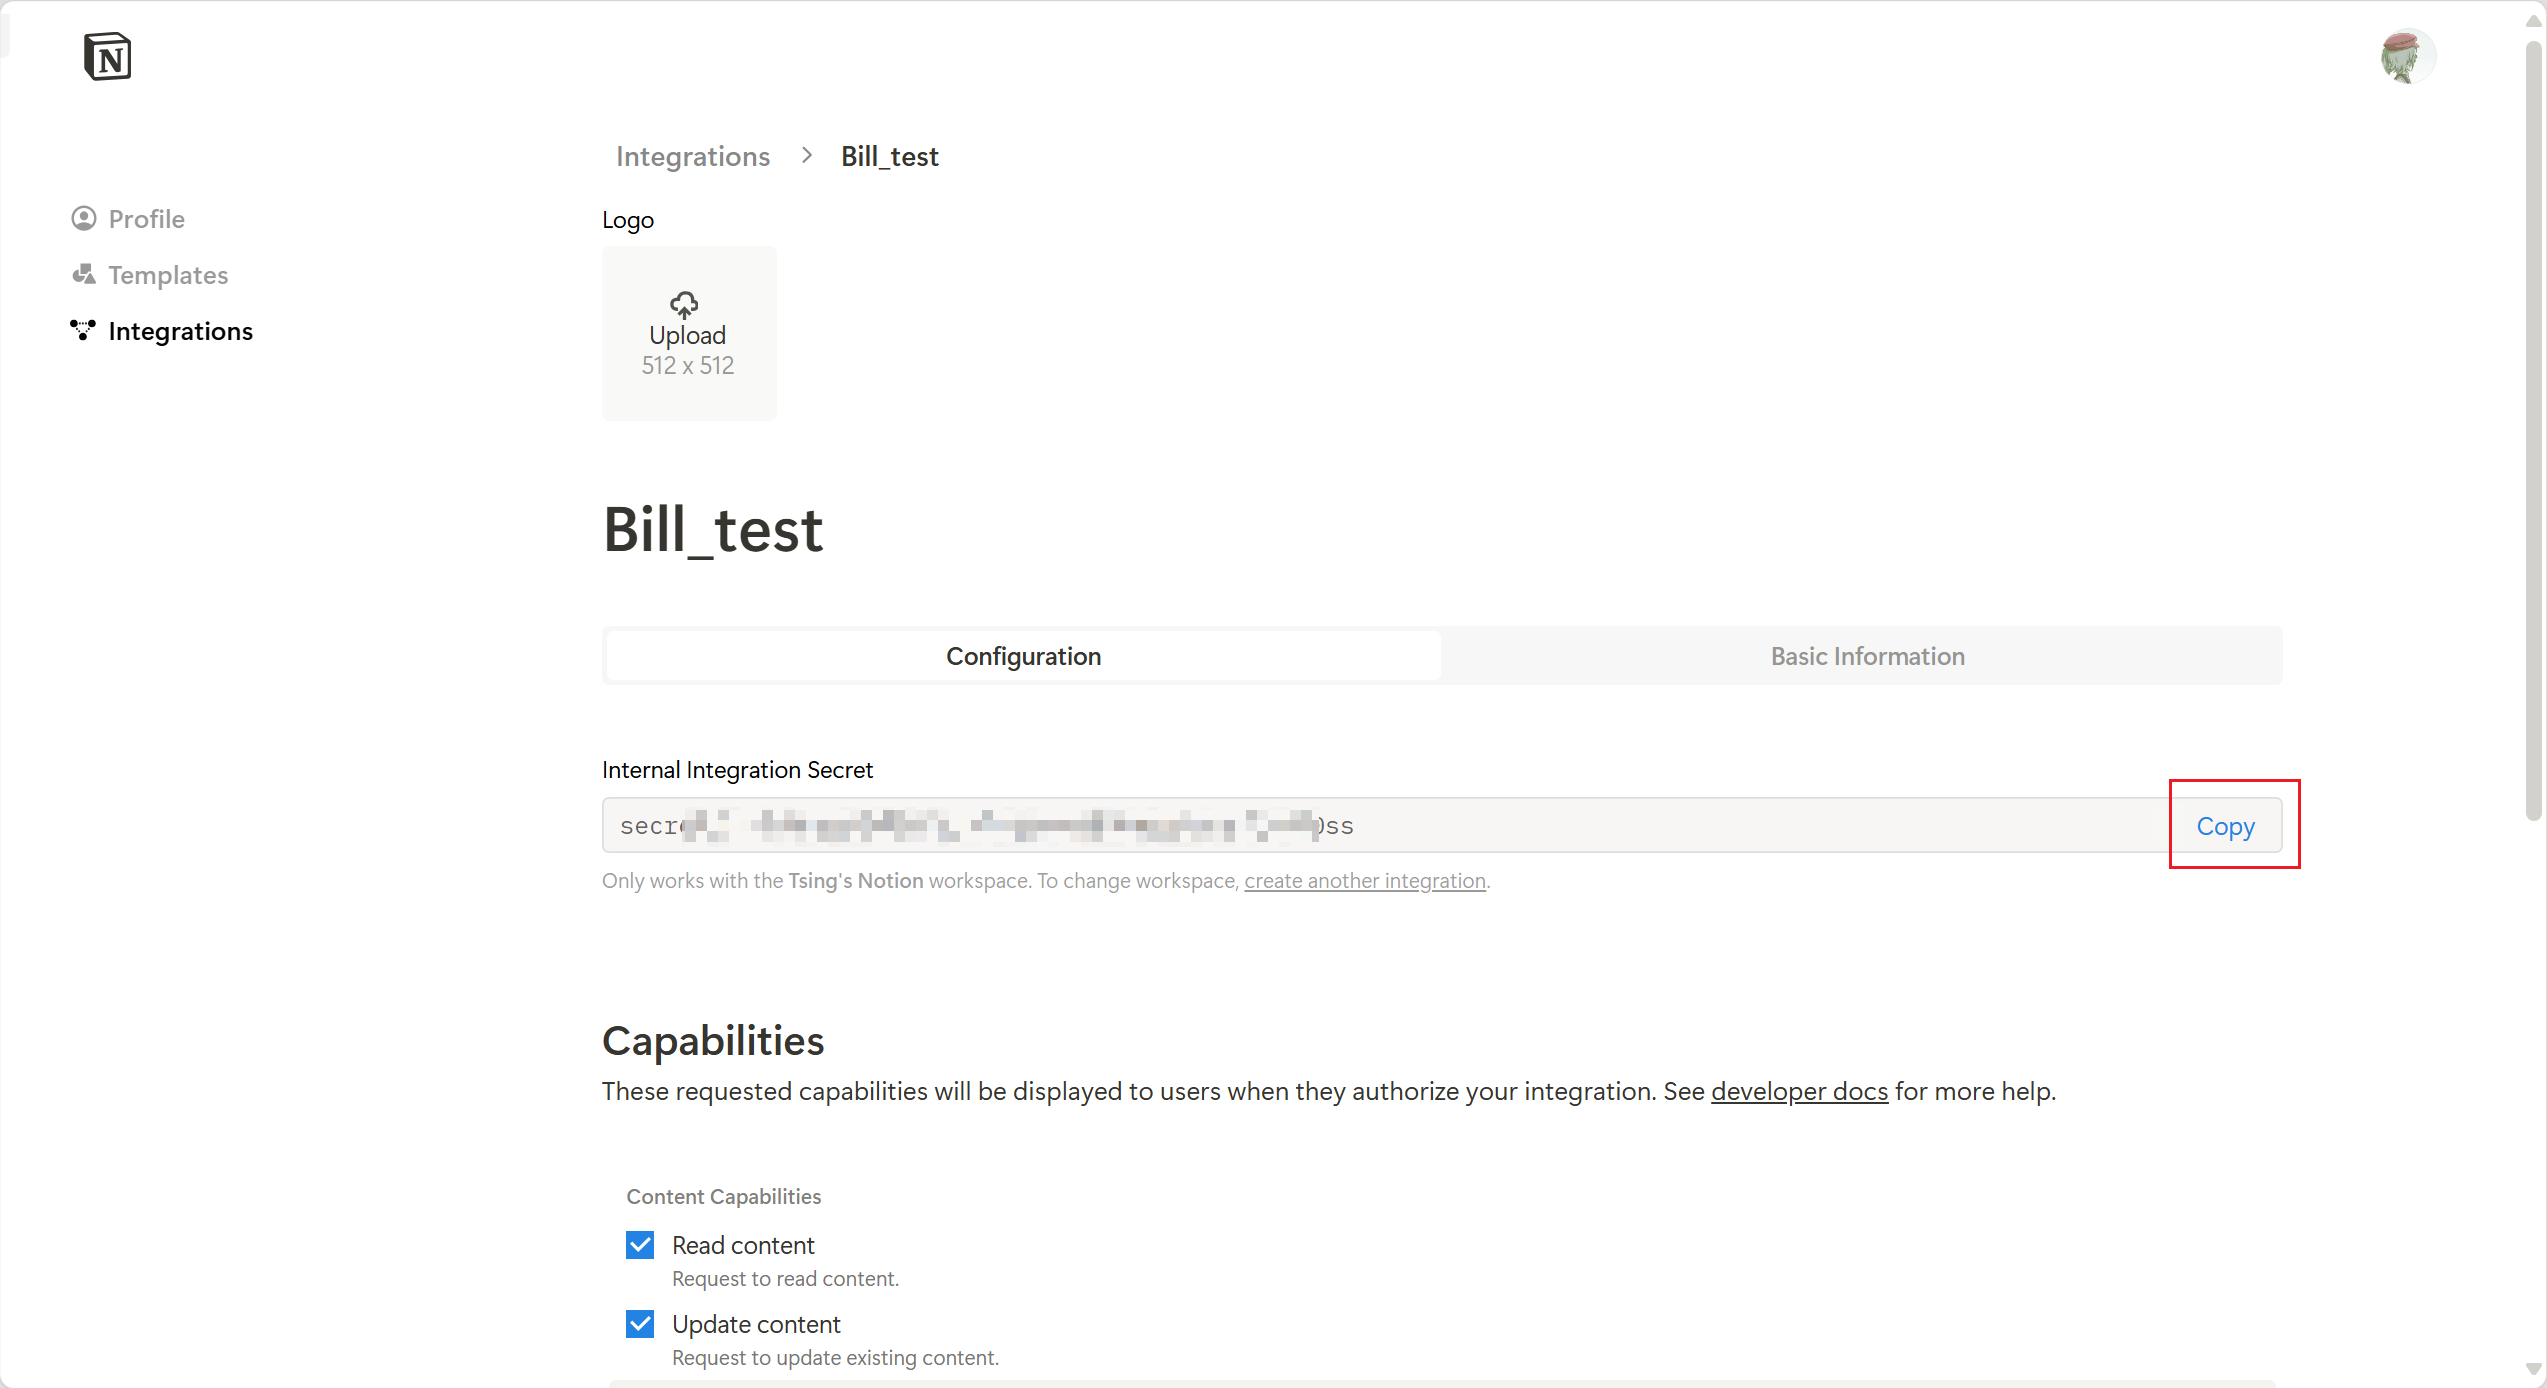 N
Integrations > Bill_test
Profile
Templates
Integrations
Logo
Upload
512 x 512
Bill_test
Configuration
Basic Information
Internal Integration Secret
Copy
Only works with the Tsing's Notion workspace. To change workspace, create another integration.
Capabilities
These requested capabilities will be displayed to users when they authorize your integration. See developer docs for more help.
Content Capabilities
Read content
Request to read content.
Update content
Request to update existing content.